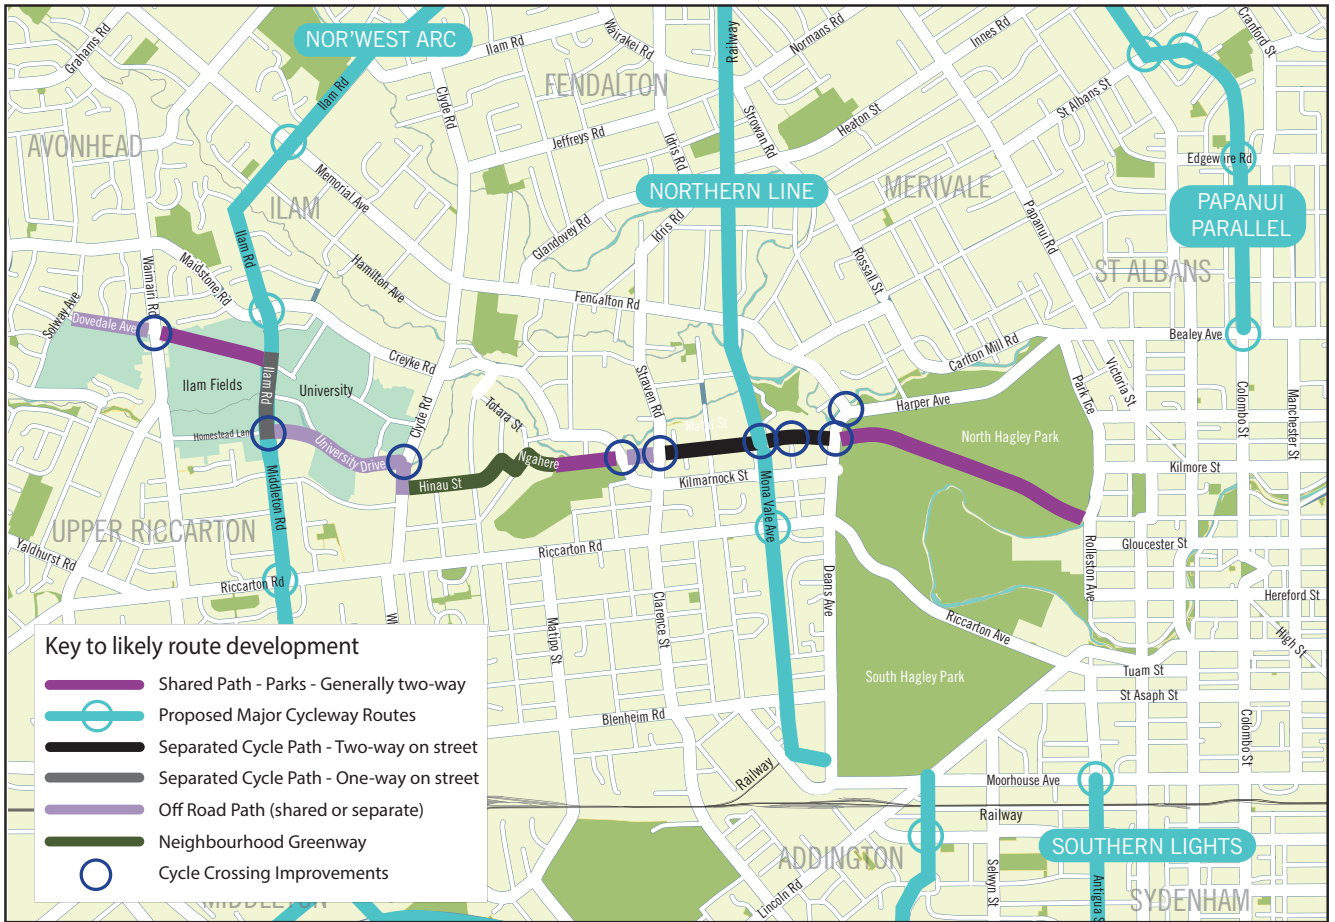 NOR'WEST ARC
Grahams Rd
Ilam Rd
Wairakei Rd
Railway
Normans Rd
Innes Rd
Cranford St
FENDALTON
Ilam Rd
Clyde Rd
St Albans St
Heaton St
Strowan Rd
AVONHEAD
Jeffreys Rd
Idris Rd
Edgeware Rd
Memorial Ave
NORTHERN LINE
MERIVALE
PAPANUI
PARALLEL
ILAM
Glandovey Rd
Idris Rd
Papanui Rd
Ilam Rd
Maidstone Rd
Waimairi Rd
Hamilton Ave
Rossall St
ST ALBANS
Fendalton Rd
Solway Ave
Dovedale Ave
Bealey Ave
Creyke Rd
Carlton Mill Rd
Victoria St
Ilam Fields
Ilam Rd
University
Straven Rd
Park Tce
Colombo St
Manchester St
Totara St
Clyde Rd
Harper Ave
Matai St
Homestead Lane
University Drive
North Hagley Park
Ngahere
Kilmore St
Hinau St
Kilmarnock St
Middleton Rd
Mona Vale Ave
UPPER RICCARTON
Yaldhurst Rd
Riccarton Rd
Riccarton Rd
Gloucester St
Rolleston Ave
Deans Ave
Hereford St
Clarence St
Matipo St
Riccarton Ave
High St
Wh
Key to likely route development
Shared Path - Parks - Generally two-way
Proposed Major Cycleway Routes
Separated Cycle Path - Two-way on street
Separated Cycle Path - One-way on street
Off Road Path (shared or separate)
Neighbourhood Greenway
Cycle Crossing Improvements
South Hagley Park
Tuam St
St Asaph St
Blenheim Rd
Colombo St
Railway
Moorhouse Ave
Railway
SOUTHERN LIGHTS
ADDINGTON
Lincoln Rd
Selwyn St
Antigua S
SYDENHAM
MIDDLETON